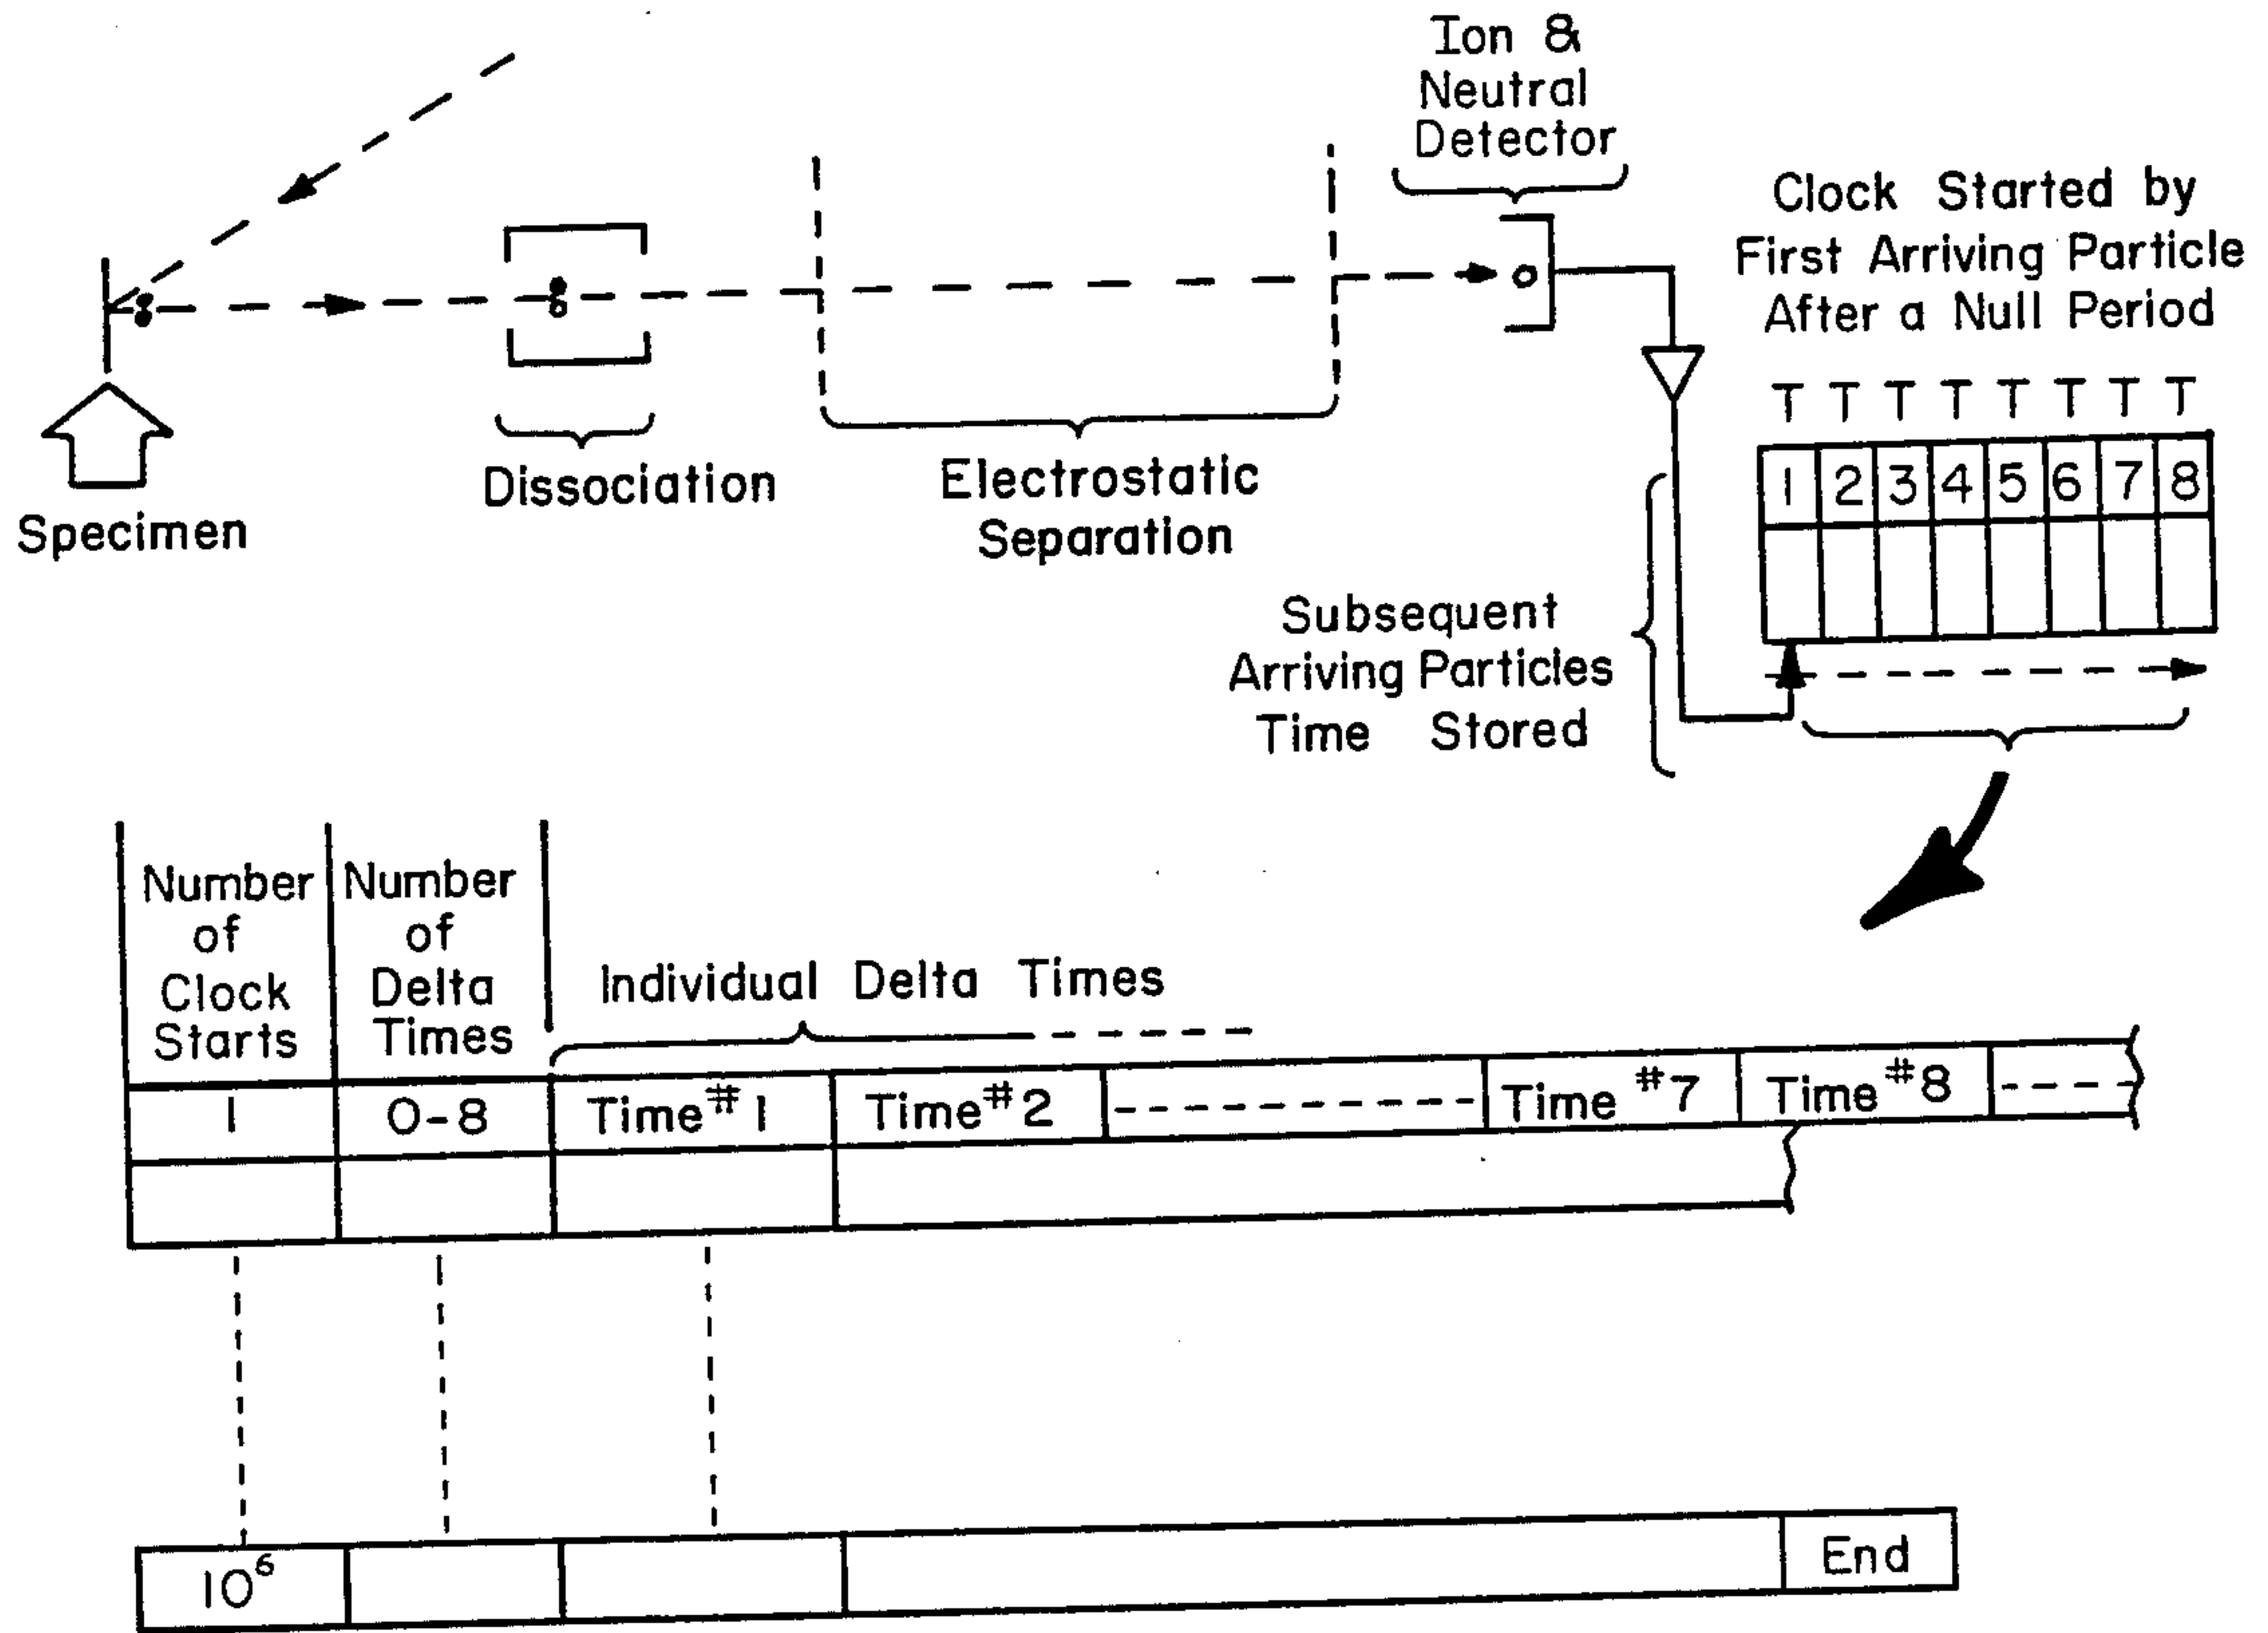 Ion &
Neutral
Detector
Clock Started by
First Arriving Particle
After a Null Period
T T T T T T T T
1 2 3 4 5 6 7 8
Dissociation
Electrostatic
Separation
Specimen
Subsequent
Arriving Particles
Time Stored
Number
of
Clock
Starts
Number
of
Delta
Times
Individual Delta Times
1 0-8 Time #1 Time #2 Time #7 Time #8
10⁶ End